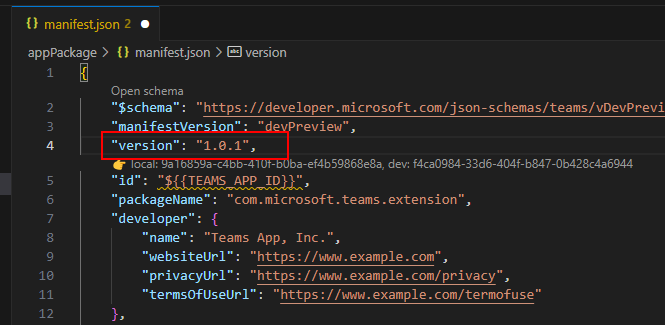 {} manifest.json 2 ●
appPackage > {} manifest.json > abc version
1 {
Open schema
2 "$schema": "https://developer.microsoft.com/json-schemas/teams/vDevPrevi
3 "manifestVersion": "devPreview",
4 "version": "1.0.1",
👉 local: 9a16859a-c4bb-410f-b0ba-ef4b59868e8a, dev: f4ca0984-33d6-404f-b847-0b428c4a6944
5 "id": "${{TEAMS_APP_ID}}",
6 "packageName": "com.microsoft.teams.extension",
7 "developer": {
8 "name": "Teams App, Inc.",
9 "websiteUrl": "https://www.example.com",
10 "privacyUrl": "https://www.example.com/privacy",
11 "termsOfUseUrl": "https://www.example.com/termofuse"
12 },